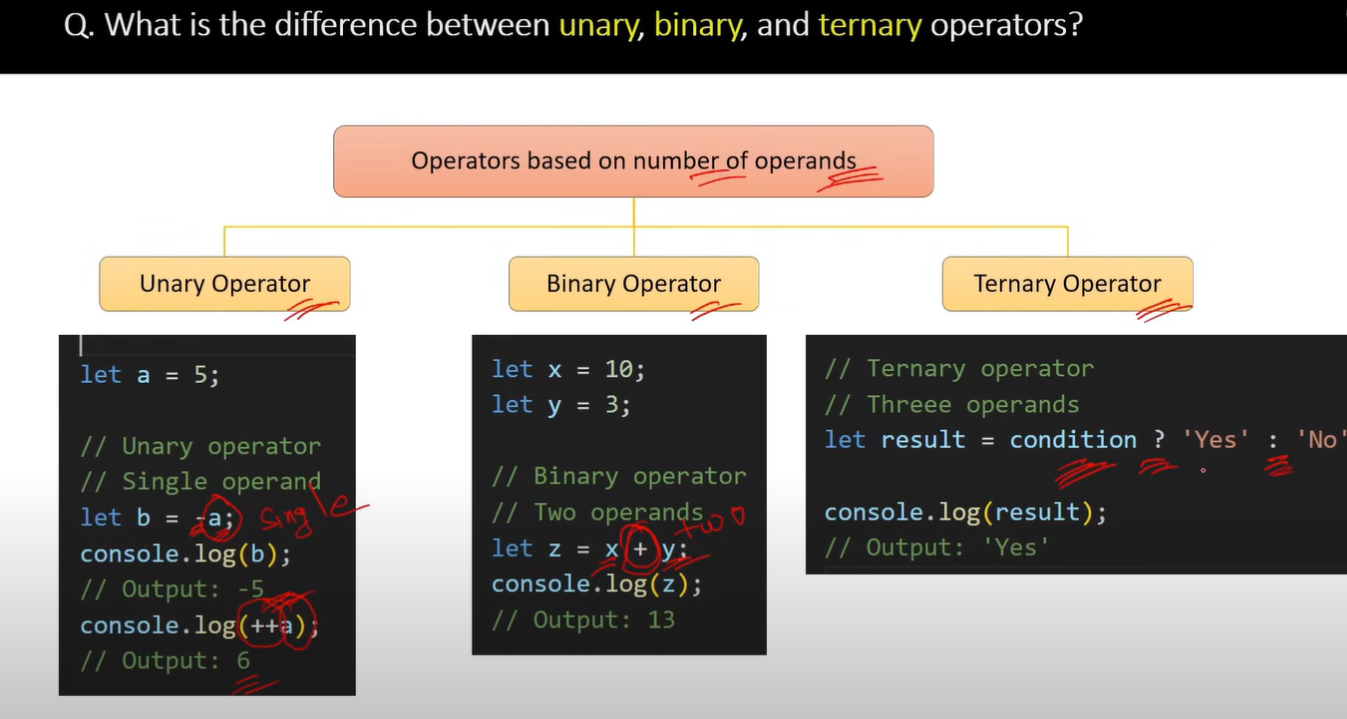 Q. What is the difference between unary, binary, and ternary operators?
Operators based on number of operands
Unary Operator
Binary Operator
Ternary Operator
let a = 5;
// Unary operator
// Single operand
let b = -a; single
console.log(b);
// Output: -5
console.log(++a);
// Output: 6
let x = 10;
let y = 3;
// Binary operator
// Two operands
two
let z = x + y;
console.log(z);
// Output: 13
// Ternary operator
// Threee operands
let result = condition ? 'Yes' : 'No'
console.log(result);
// Output: 'Yes'